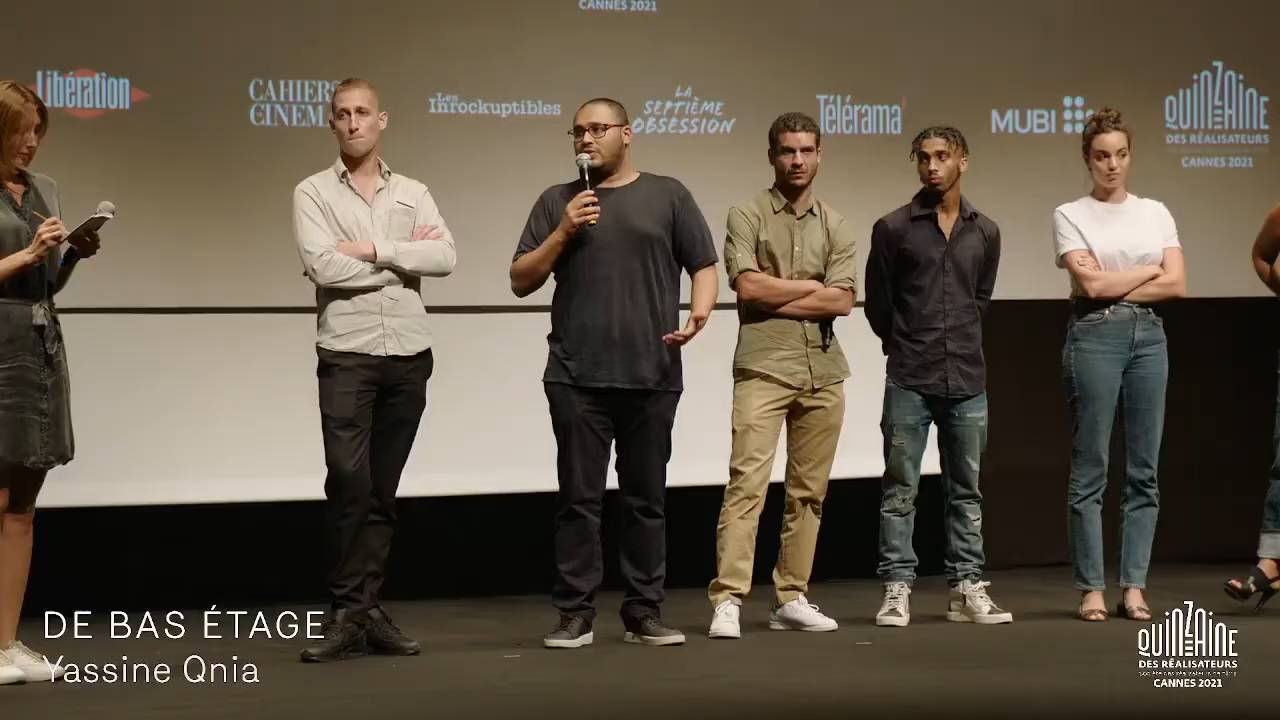 CANNES 2021
Libération
CAHIERS
CINEM
Les
Inrockuptibles
LA
SEPTIÈME
OBSESSION
Télérama'
MUBI
QUINZAINE
DES RÉALISATEURS
CANNES 2021
DE BAS ÉTAGE
Yassine Qnia
QUINZAINE
DES RÉALISATEURS
CANNES 2021